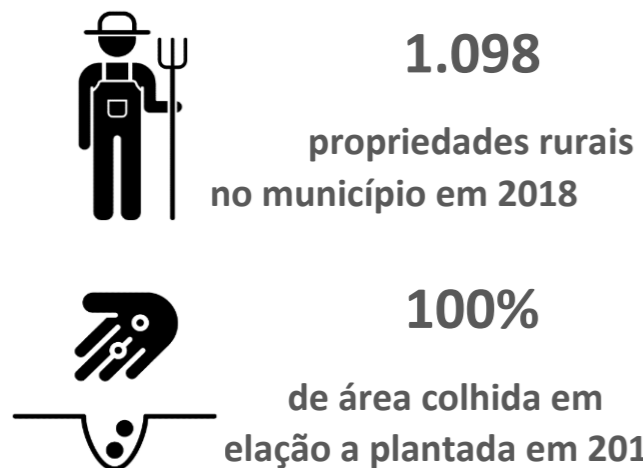 1.098
propriedades rurais
no município em 2018
100%
de área colhida em
elação a plantada em 201